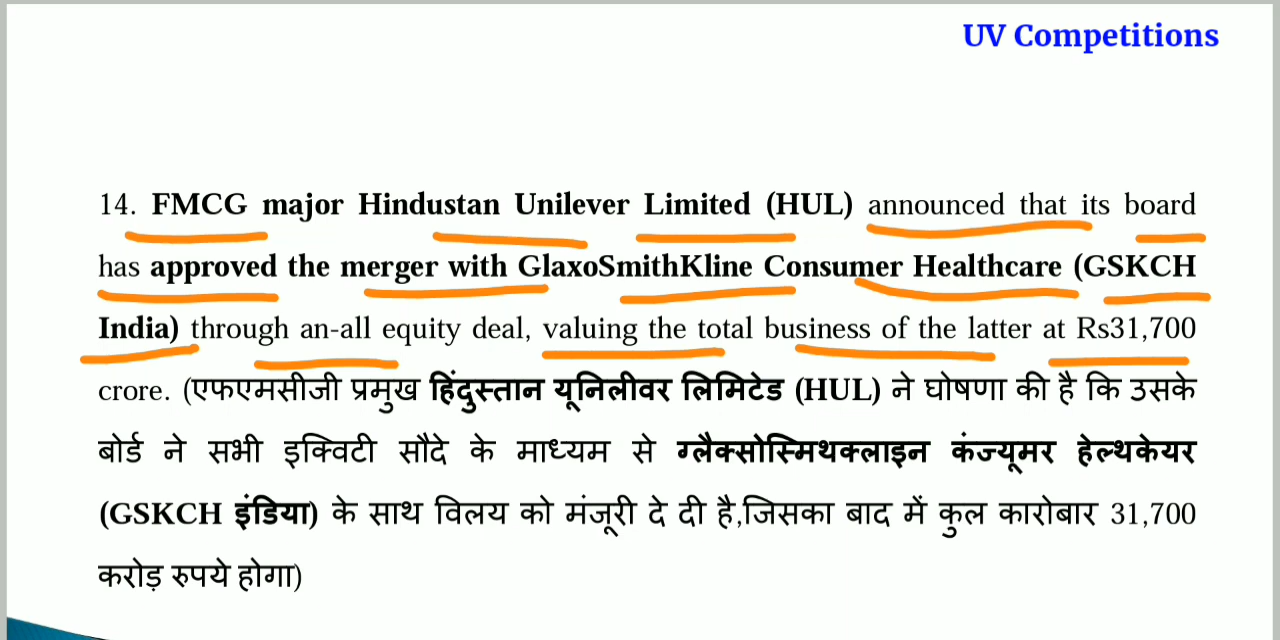 UV Competitions
14. FMCG major Hindustan Unilever Limited (HUL) announced that its board
has approved the merger with GlaxoSmithKline Consumer Healthcare (GSKCH
India) through an-all equity deal, valuing the total business of the latter at Rs31,700
crore. (एफएमसीजी प्रमुख हिंदुस्तान यूनिलीवर लिमिटेड (HUL) ने घोषणा की है कि उसके
बोर्ड ने सभी इक्विटी सौदे के माध्यम से ग्लैक्सोस्मिथक्लाइन कंज्यूमर हेल्थकेयर
(GSKCH इंडिया) के साथ विलय को मंजूरी दे दी है,जिसका बाद में कुल कारोबार 31,700
करोड़ रुपये होगा)